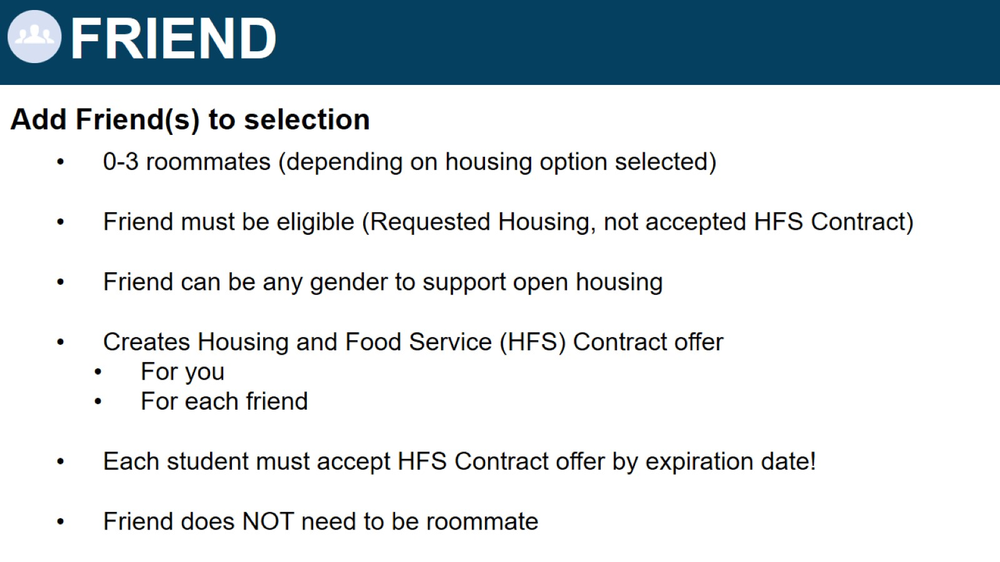 FRIEND
Add Friend(s) to selection
• 0-3 roommates (depending on housing option selected)
• Friend must be eligible (Requested Housing, not accepted HFS Contract)
• Friend can be any gender to support open housing
• Creates Housing and Food Service (HFS) Contract offer
• For you
• For each friend
• Each student must accept HFS Contract offer by expiration date!
• Friend does NOT need to be roommate